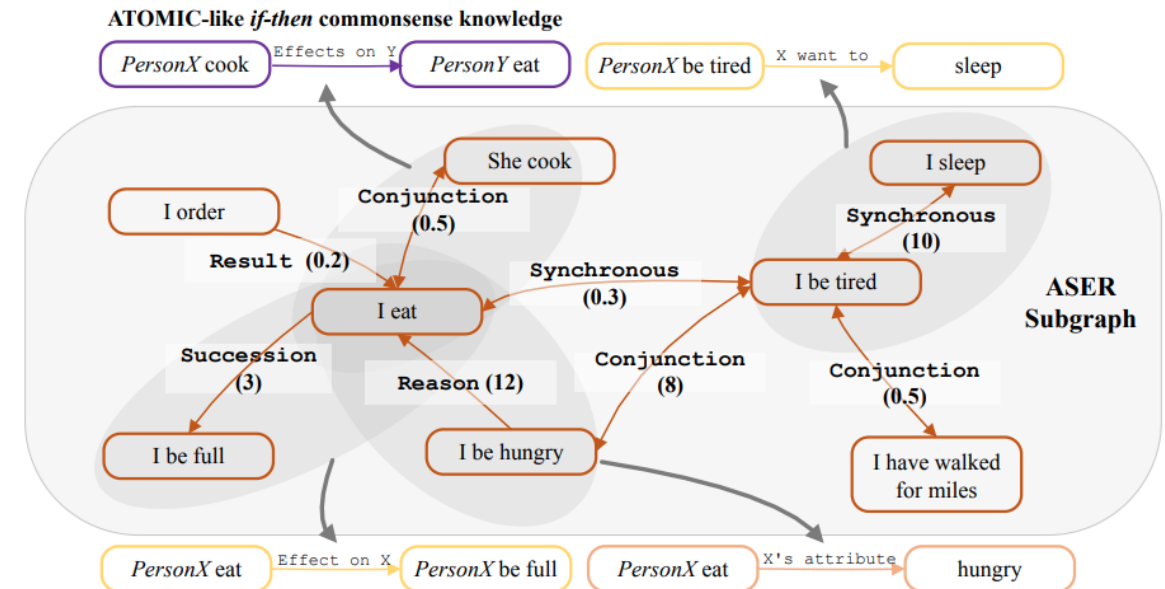 ATOMIC-like if-then commonsense knowledge
PersonX cook
Effects on Y
PersonY eat
PersonX be tired
X want to
sleep
She cook
I sleep
I order
Conjunction
(0.5)
Synchronous
(10)
Result (0.2)
Synchronous
(0.3)
I be tired
I eat
ASER
Subgraph
Succession
(3)
Reason (12)
Conjunction
(8)
Conjunction
(0.5)
I be full
I be hungry
I have walked
for miles
PersonX eat
Effect on X
PersonX be full
PersonX eat
X's attribute
hungry